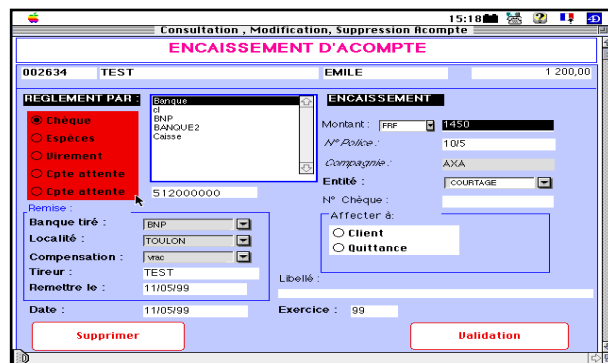 15:18
Consultation , Modification, Suppression Acompte
ENCAISSEMENT D'ACOMPTE
002634 TEST EMILE 1 200,00
REGLEMENT PAR :
Chèque
Espèces
Virement
Cpte attente
Cpte attente
Banque
cl
BNP
BANQUE2
Caisse
512000000
ENCAISSEMENT
Montant : FRF 1450
N° Police : 10/5
Compagnie : AXA
Entité : COURTAGE
N° Chèque :
Affecter à:
Client
Quittance
Remise :
Banque tiré : BNP
Localité : TOULON
Compensation : vrac
Tireur : TEST
Remettre le : 11/05/99
Libellé :
Date : 11/05/99 Exercice : 99
Supprimer Validation